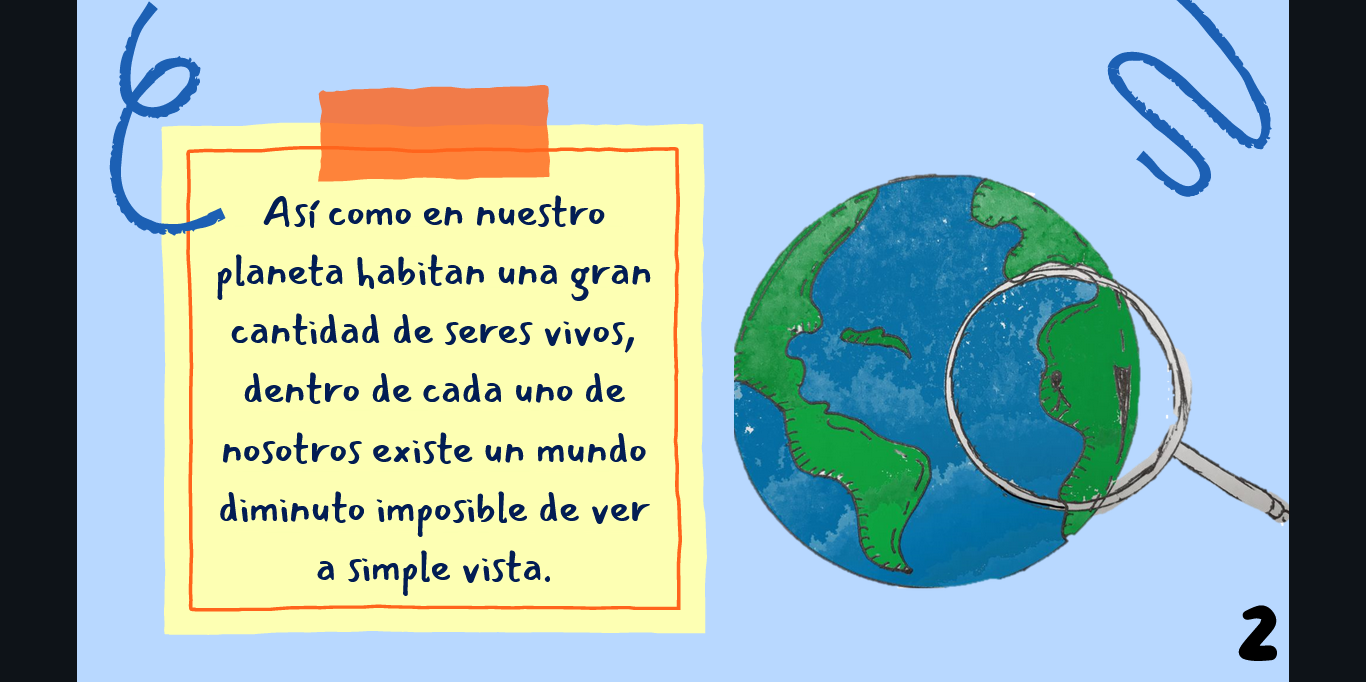 Así como en nuestro
planeta habitan una gran
cantidad de seres vivos,
dentro de cada uno de
nosotros existe un mundo
diminuto imposible de ver
a simple vista.
2